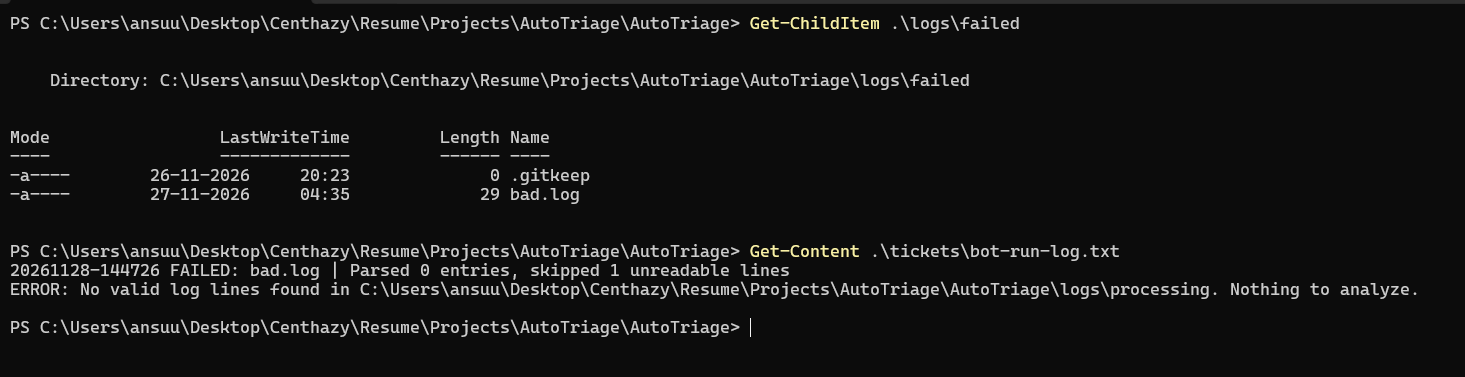 PS C:\Users\ansuu\Desktop\Centhazy\Resume\Projects\AutoTriage\AutoTriage> Get-ChildItem .\logs\failed
Directory: C:\Users\ansuu\Desktop\Centhazy\Resume\Projects\AutoTriage\AutoTriage\logs\failed
Mode                 LastWriteTime         Length Name
----                 -------------         ------ ----
-a----        26-11-2026     20:23              0 .gitkeep
-a----        27-11-2026     04:35             29 bad.log
PS C:\Users\ansuu\Desktop\Centhazy\Resume\Projects\AutoTriage\AutoTriage> Get-Content .\tickets\bot-run-log.txt
20261128-144726 FAILED: bad.log | Parsed 0 entries, skipped 1 unreadable lines
ERROR: No valid log lines found in C:\Users\ansuu\Desktop\Centhazy\Resume\Projects\AutoTriage\AutoTriage\logs\processing. Nothing to analyze.
PS C:\Users\ansuu\Desktop\Centhazy\Resume\Projects\AutoTriage\AutoTriage>